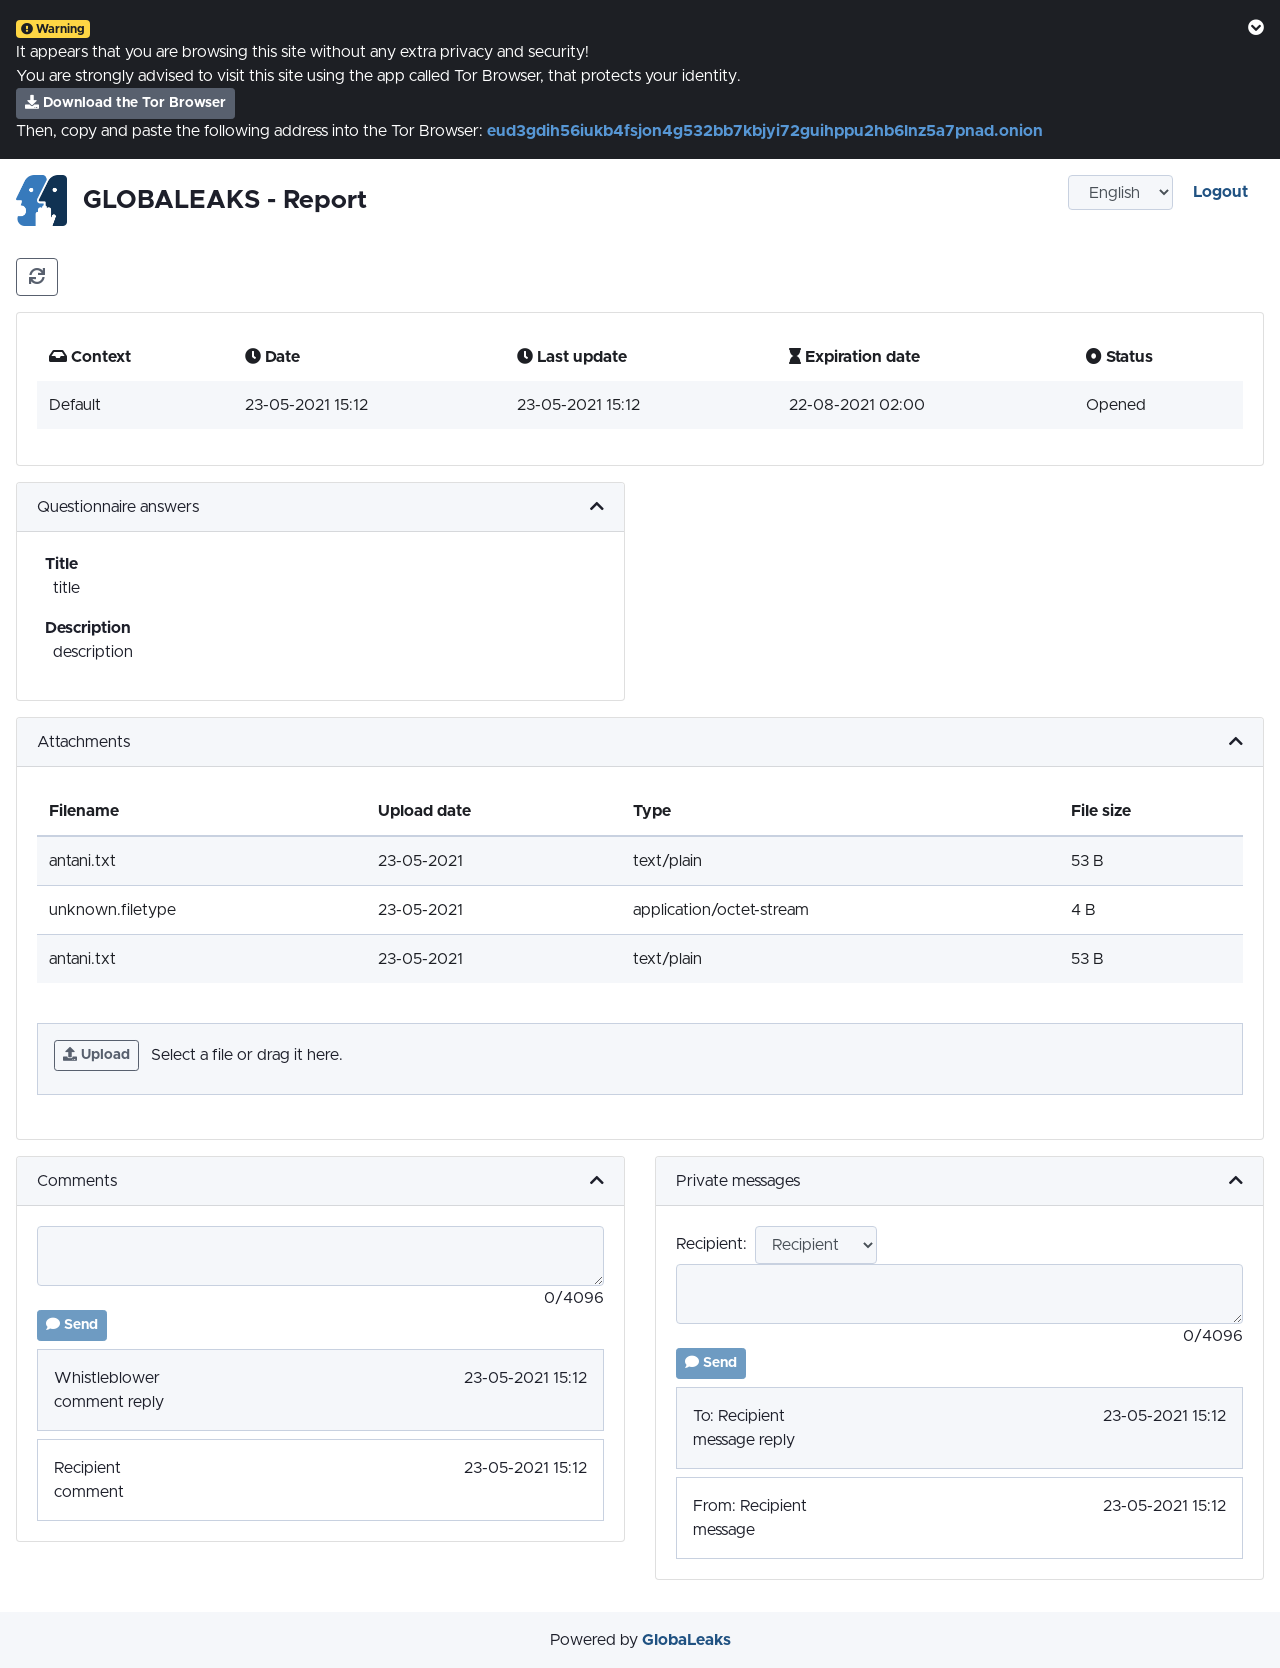 Warning
It appears that you are browsing this site without any extra privacy and security!
You are strongly advised to visit this site using the app called Tor Browser, that protects your identity.
Download the Tor Browser
Then, copy and paste the following address into the Tor Browser: eud3gdih56iukb4fsjon4g532bb7kbjyi72guihppu2hb6lnz5a7pnad.onion
GLOBALEAKS - Report
English Logout
Context Date Last update Expiration date Status
Default 23-05-2021 15:12 23-05-2021 15:12 22-08-2021 02:00 Opened
Questionnaire answers
Title
title
Description
description
Attachments
Filename Upload date Type File size
antani.txt 23-05-2021 text/plain 53 B
unknown.filetype 23-05-2021 application/octet-stream 4 B
antani.txt 23-05-2021 text/plain 53 B
Upload Select a file or drag it here.
Comments
0/4096
Send
Whistleblower 23-05-2021 15:12
comment reply
Recipient 23-05-2021 15:12
comment
Private messages
Recipient: Recipient
0/4096
Send
To: Recipient 23-05-2021 15:12
message reply
From: Recipient 23-05-2021 15:12
message
Powered by GlobaLeaks